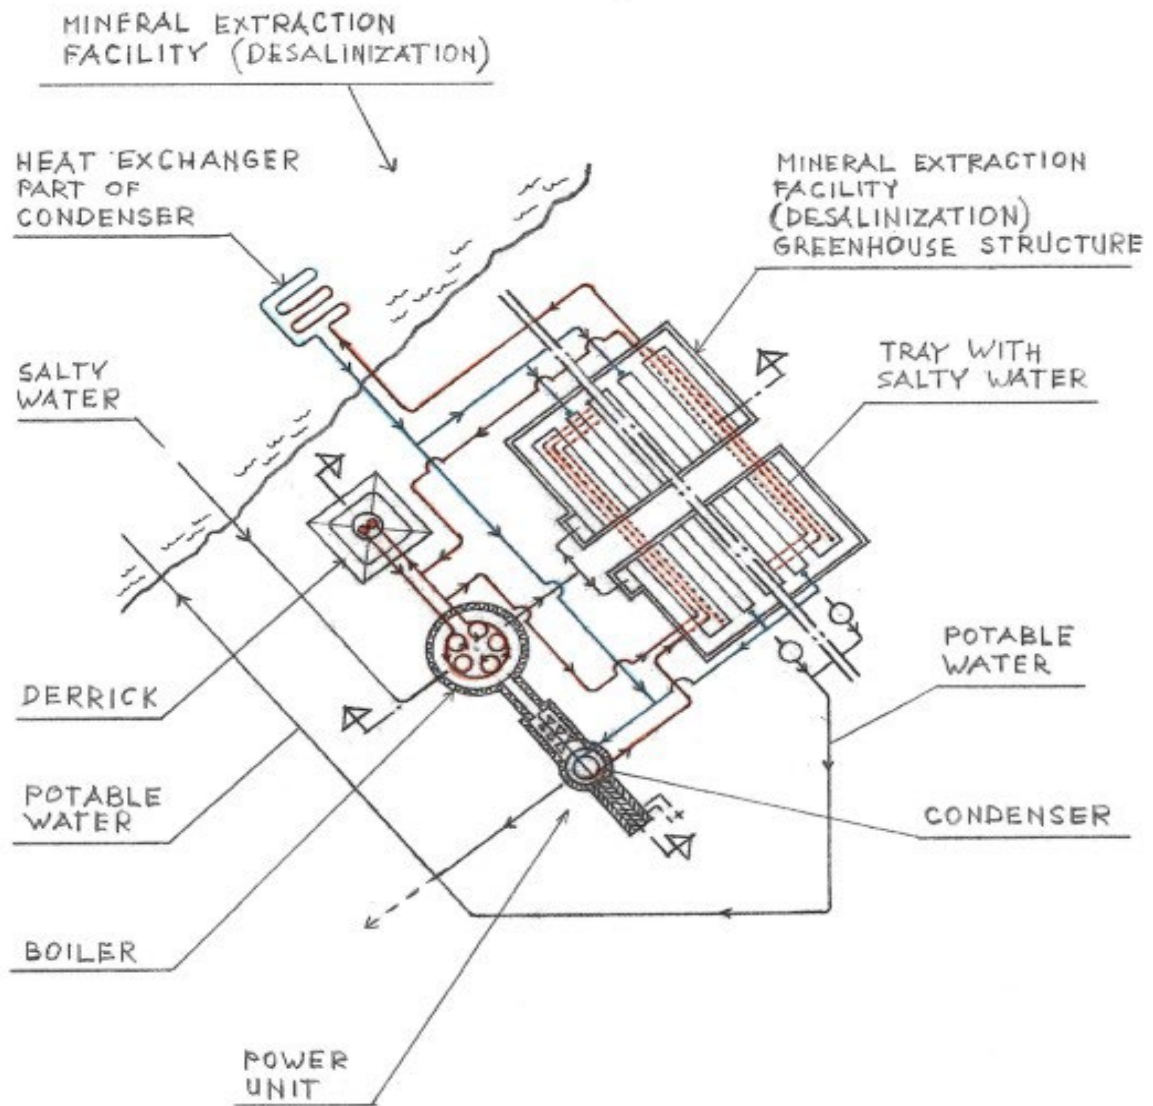 MINERAL EXTRACTION
FACILITY (DESALINIZATION)
HEAT EXCHANGER
PART OF
CONDENSER
MINERAL EXTRACTION
FACILITY
(DESALINIZATION)
GREENHOUSE STRUCTURE
SALTY
WATER
TRAY WITH
SALTY WATER
DERRICK
POTABLE
WATER
POTABLE
WATER
CONDENSER
BOILER
POWER
UNIT